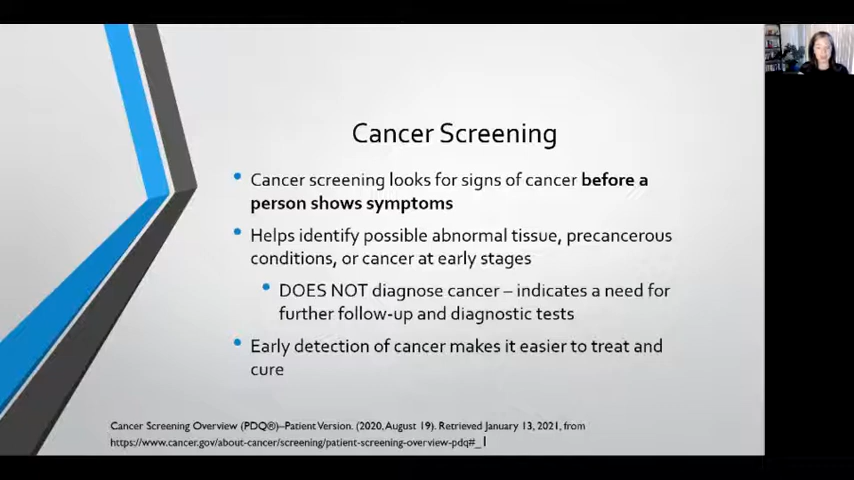 Cancer Screening
• Cancer screening looks for signs of cancer before a
person shows symptoms
• Helps identify possible abnormal tissue, precancerous
conditions, or cancer at early stages
• DOES NOT diagnose cancer – indicates a need for
further follow-up and diagnostic tests
• Early detection of cancer makes it easier to treat and
cure
Cancer Screening Overview (PDQ®)–Patient Version. (2020, August 19). Retrieved January 13, 2021, from
https://www.cancer.gov/about-cancer/screening/patient-screening-overview-pdq#_1